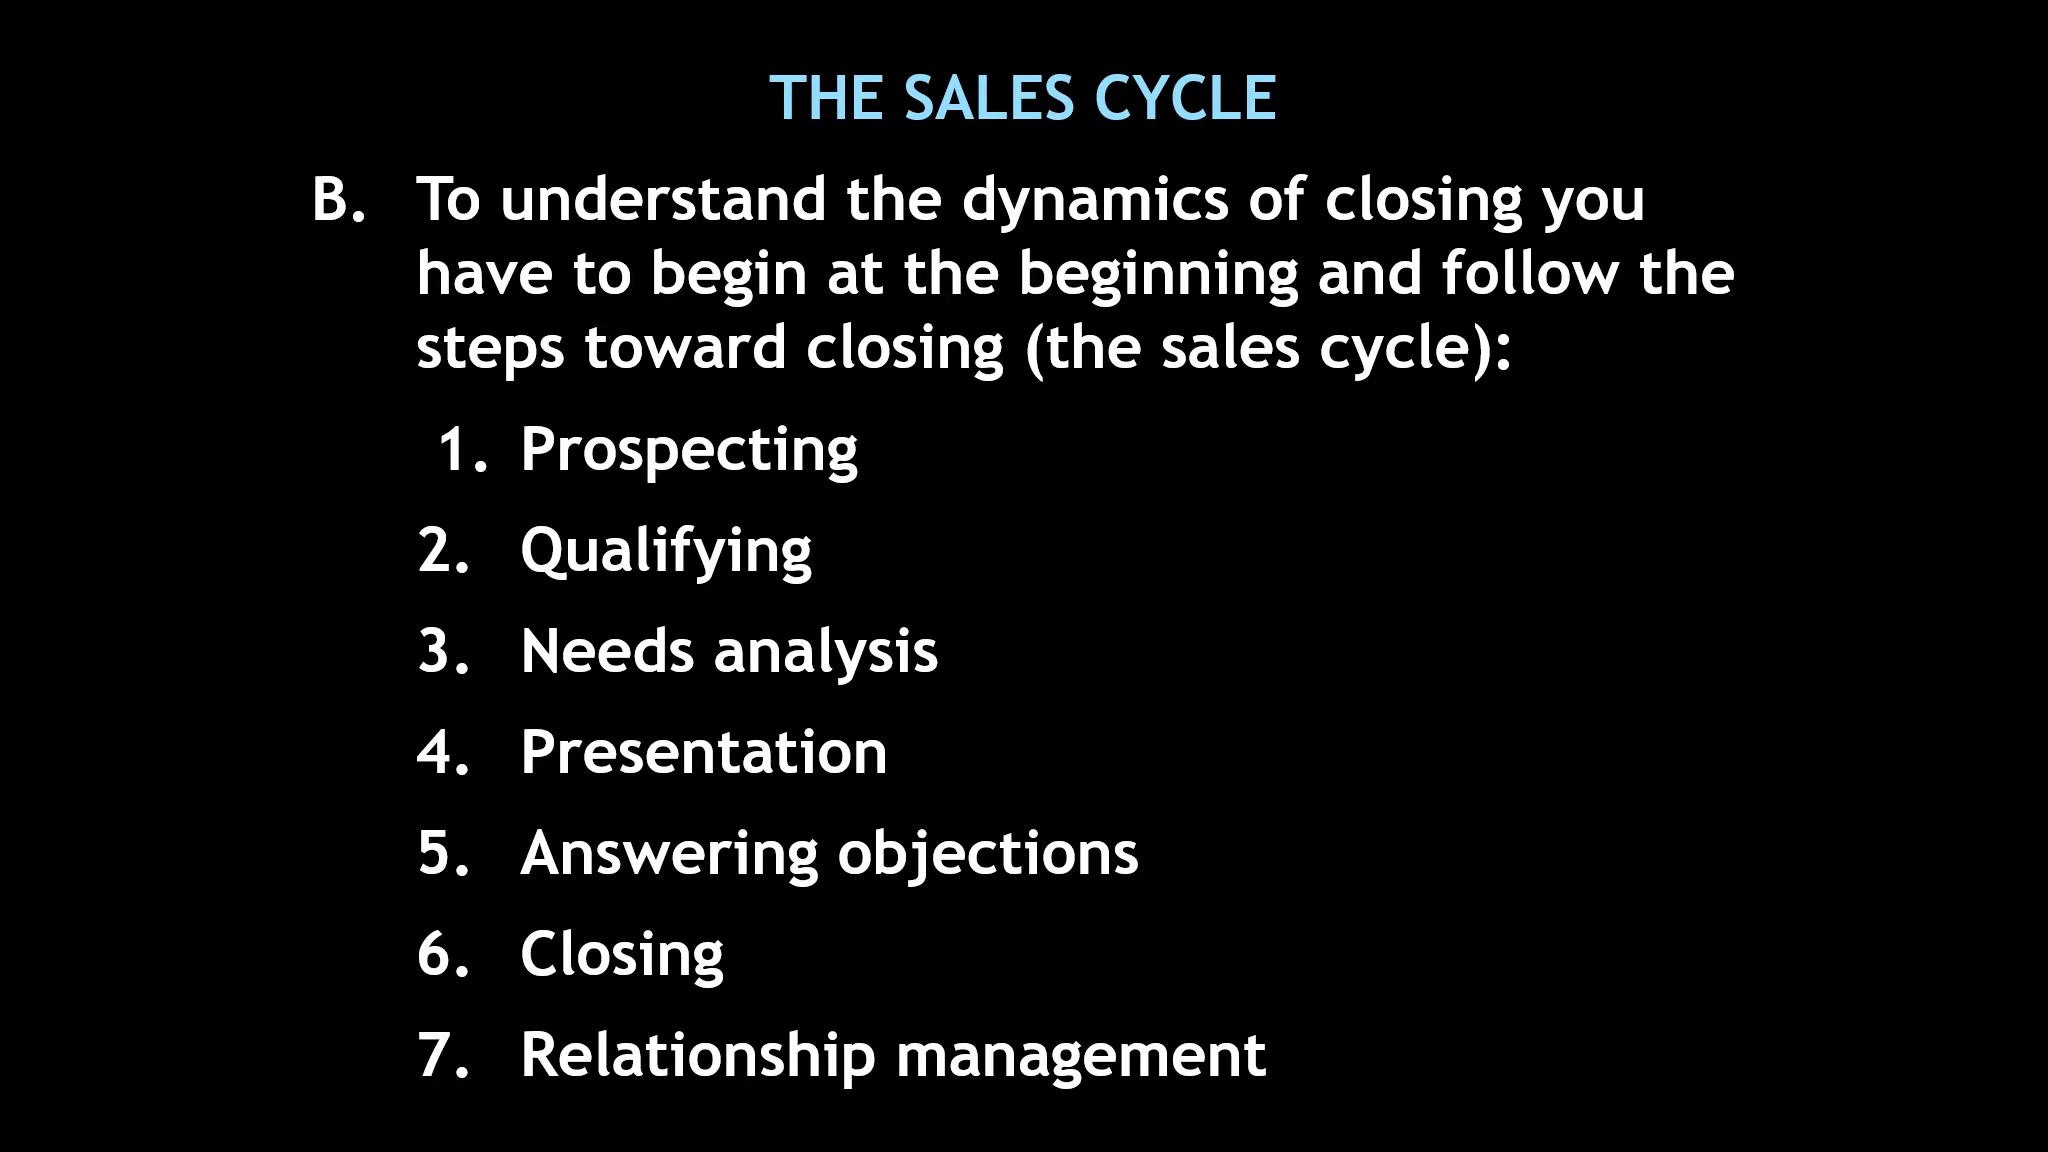 THE SALES CYCLE
B. To understand the dynamics of closing you
have to begin at the beginning and follow the
steps toward closing (the sales cycle):
1. Prospecting
2. Qualifying
3. Needs analysis
4. Presentation
5. Answering objections
6. Closing
7. Relationship management